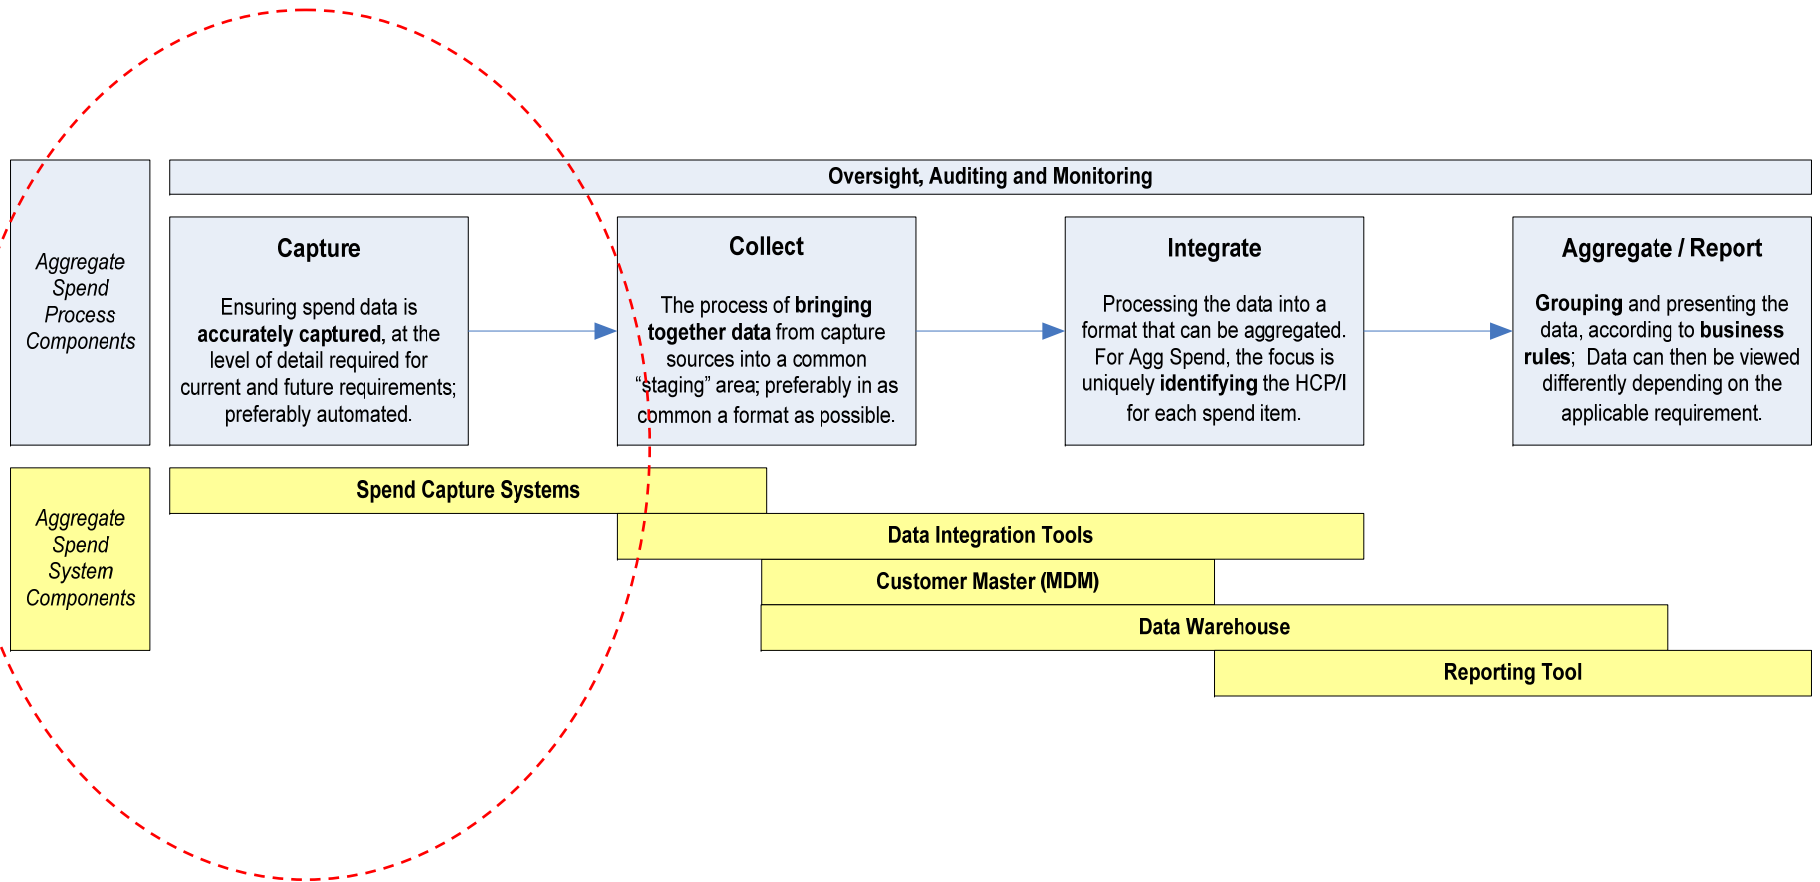 Oversight, Auditing and Monitoring
Aggregate
Spend
Process
Components
Capture
Ensuring spend data is
accurately captured, at the
level of detail required for
current and future requirements;
preferably automated.
Collect
The process of bringing
together data from capture
sources into a common
“staging” area; preferably in as
common a format as possible.
Integrate
Processing the data into a
format that can be aggregated.
For Agg Spend, the focus is
uniquely identifying the HCP/I
for each spend item.
Aggregate / Report
Grouping and presenting the
data, according to business
rules;  Data can then be viewed
differently depending on the
applicable requirement.
Aggregate
Spend
System
Components
Spend Capture Systems
Data Integration Tools
Customer Master (MDM)
Data Warehouse
Reporting Tool